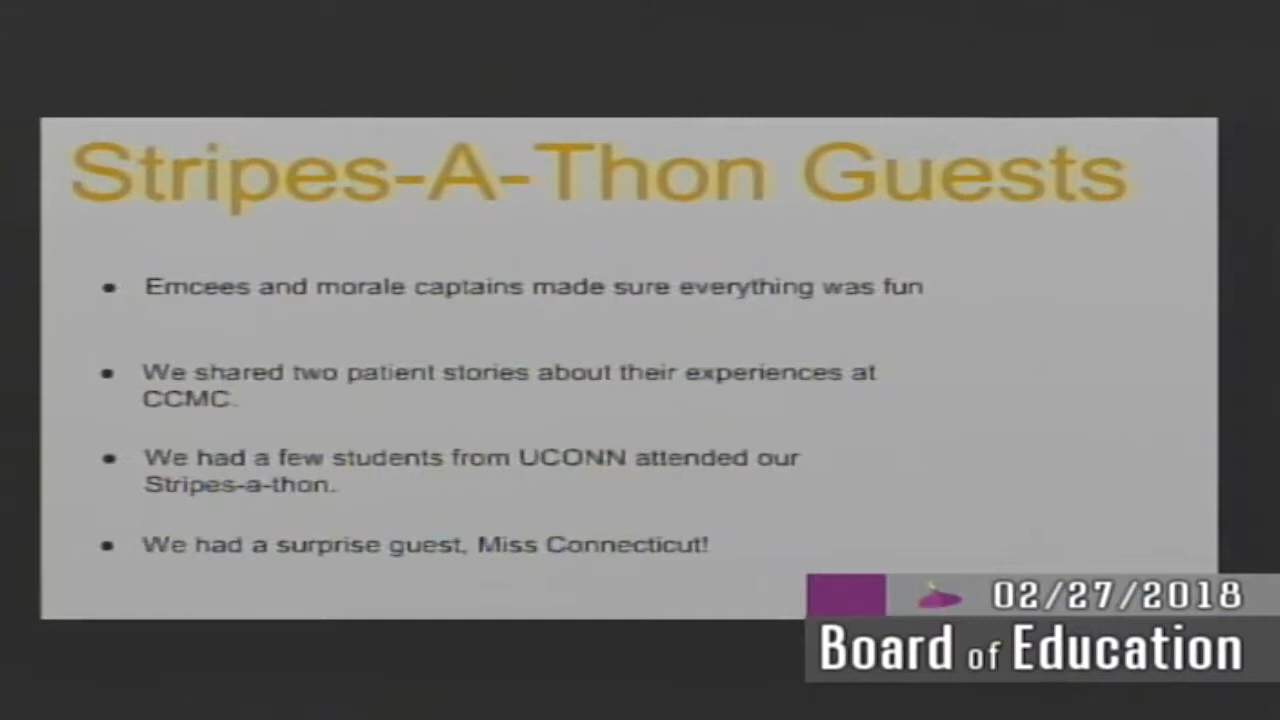 Stripes-A-Thon Guests
• Emcees and morale captains made sure everything was fun
• We shared two patient stories about their experiences at
CCMC.
• We had a few students from UCONN attended our
Stripes-a-thon.
• We had a surprise guest, Miss Connecticut!
02/27/2018
Board of Education